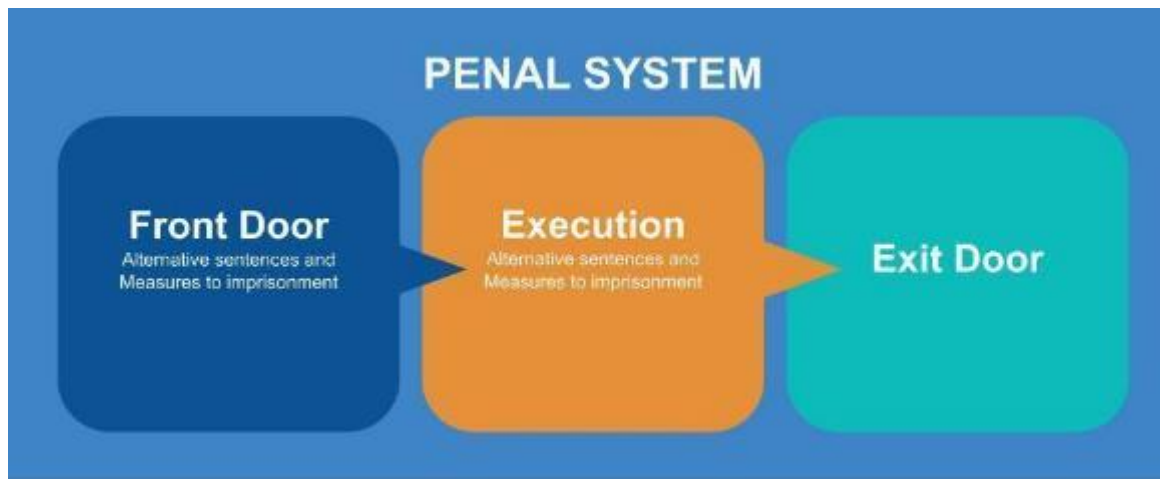 PENAL SYSTEM
Front Door
Alternative sentences and
Measures to imprisonment
Execution
Alternative sentences and
Measures to imprisonment
Exit Door